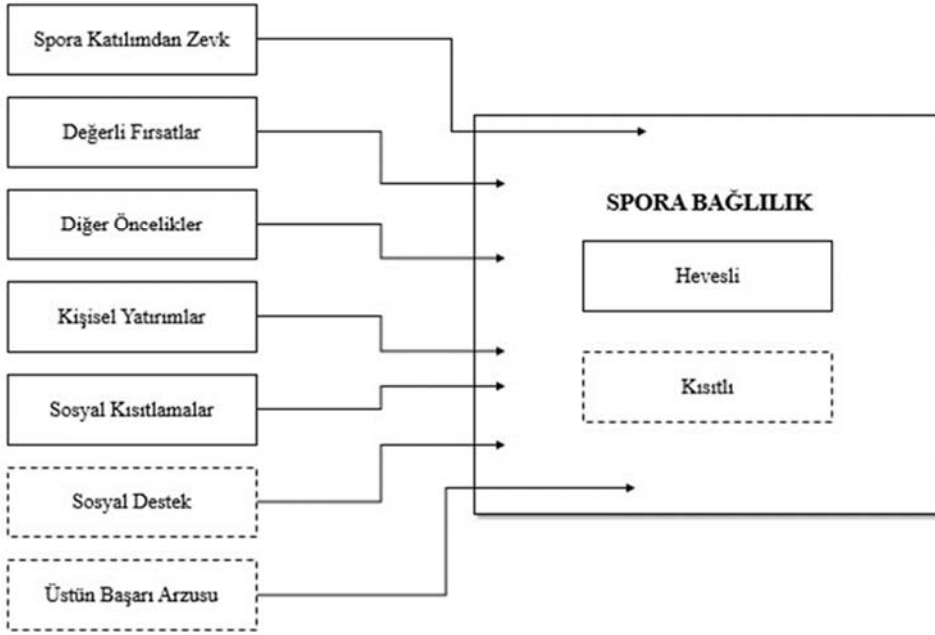 Spora Katılımdan Zevk
Değerli Fırsatlar
Diğer Öncelikler
Kişisel Yatırımlar
Sosyal Kısıtlamalar
Sosyal Destek
Üstün Başarı Arzusu
SPORA BAĞLILIK
Hevesli
Kısıtlı